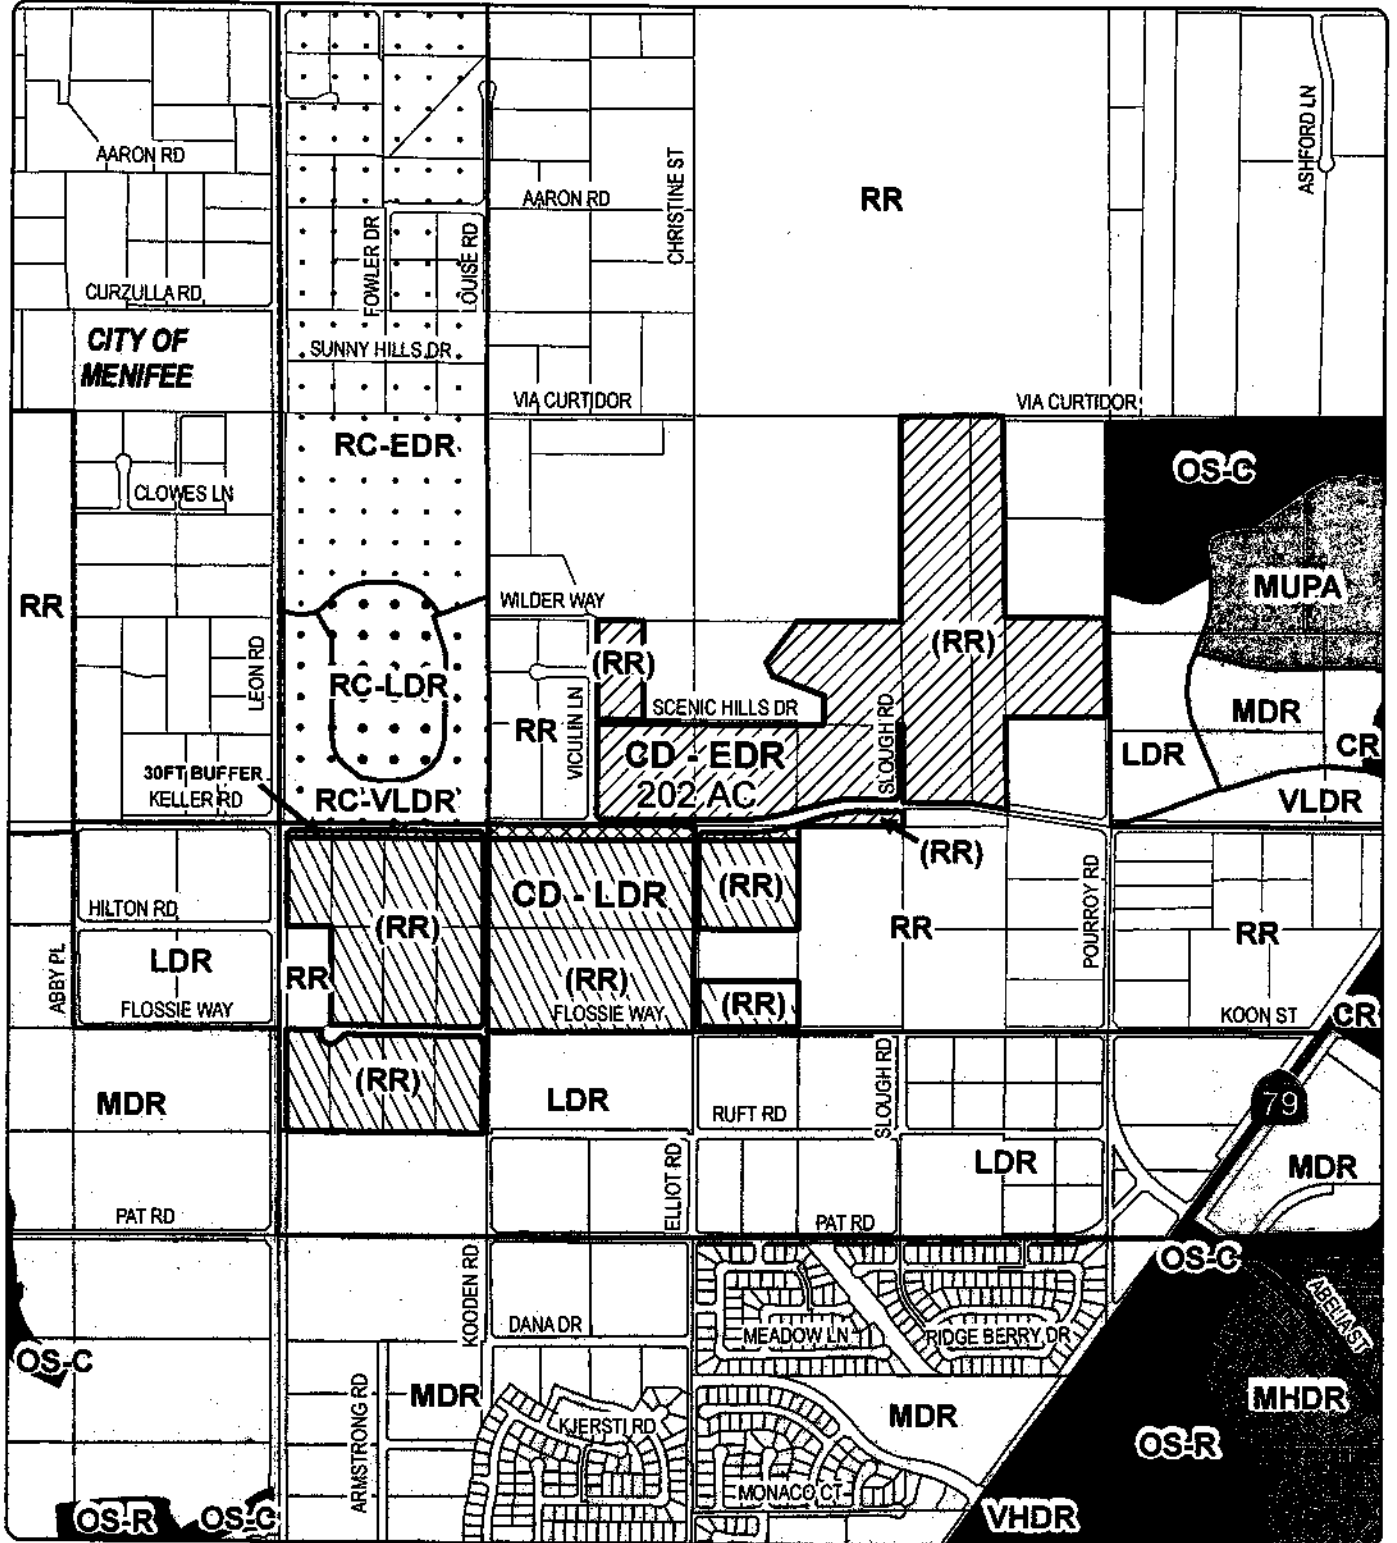 ASHFORD LN
AARON RD
AARON RD
CHRISTINE ST
RR
FOWLER DR
LOUISE RD
CURZULLA RD
CITY OF
MENIFEE
SUNNY HILLS DR
VIA CURTIDOR
VIA CURTIDOR
RC-EDR
OS-C
CLOWES LN
MUPA
RR
WILDER WAY
(RR)
(RR)
LEON RD
RC-LDR
SCENIC HILLS DR
VICULIN LN
RR
SLOUGH RD
MDR
CD - EDR
202 AC
LDR
CR
30FT BUFFER
KELLER RD
RC-VLDR
VLDR
(RR)
POURROY RD
HILTON RD
CD - LDR
(RR)
(RR)
RR
RR
ABBY PL
LDR
RR
(RR)
FLOSSIE WAY
FLOSSIE WAY
(RR)
KOON ST
CR
(RR)
MDR
LDR
RUFT RD
SLOUGH RD
79
LDR
MDR
ELLIOT RD
PAT RD
PAT RD
OS-C
KOODEN RD
ABELIA ST
DANA DR
MEADOW LN
RIDGE BERRY DR
OS-C
ARMSTRONG RD
MDR
KJERSTI RD
MDR
MHDR
OS-R
MONACO CT
OS-R
OS-C
VHDR